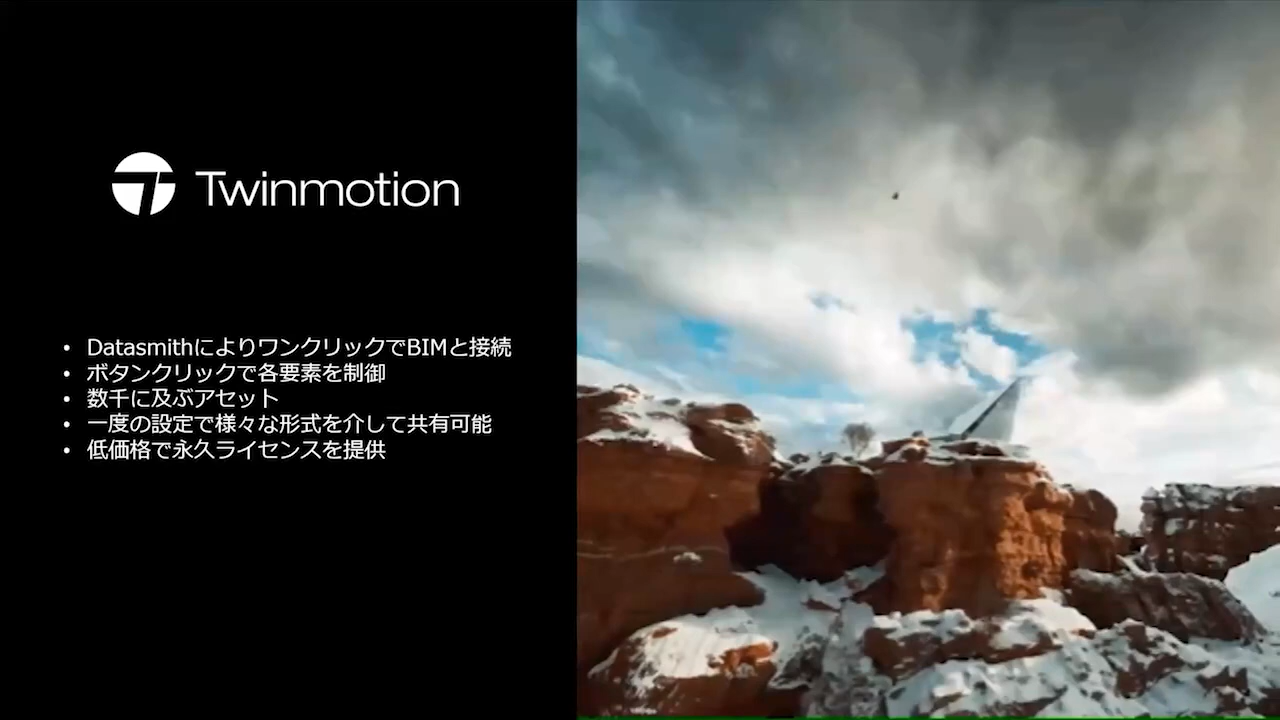 Twinmotion
• DatasmithによりワンクリックでBIMと接続
• ボタンクリックで各要素を制御
• 数千に及ぶアセット
• 一度の設定で様々な形式を介して共有可能
• 低価格で永久ライセンスを提供